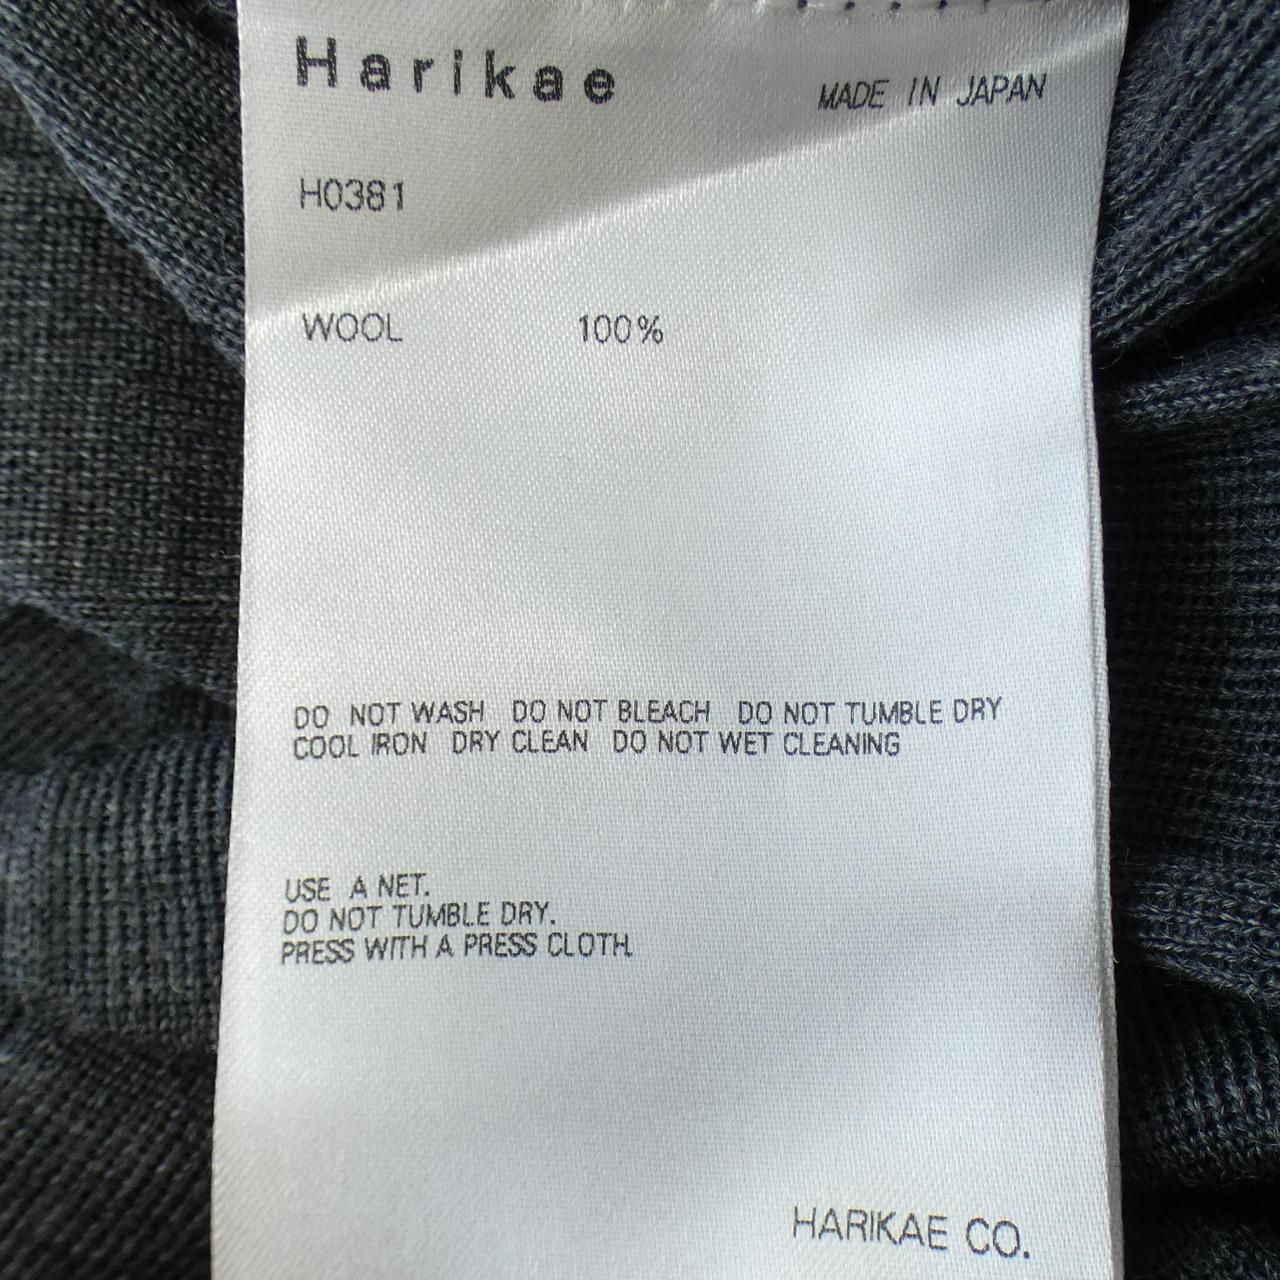 Harikae
MADE IN JAPAN
H0381
WOOL 100%
DO NOT WASH DO NOT BLEACH DO NOT TUMBLE DRY
COOL IRON DRY CLEAN DO NOT WET CLEANING
USE A NET.
DO NOT TUMBLE DRY.
PRESS WITH A PRESS CLOTH.
HARIKAE CO.